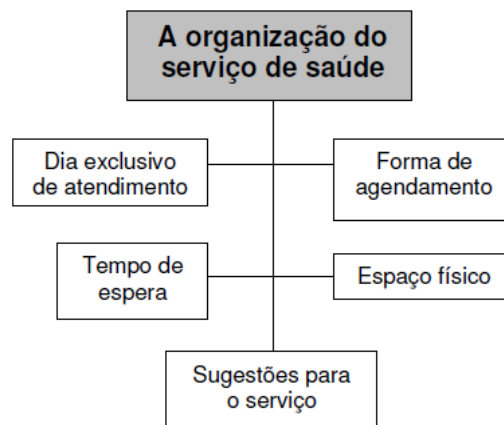 A organização do
serviço de saúde
Dia exclusivo
de atendimento
Forma de
agendamento
Tempo de
espera
Espaço físico
Sugestões para
o serviço